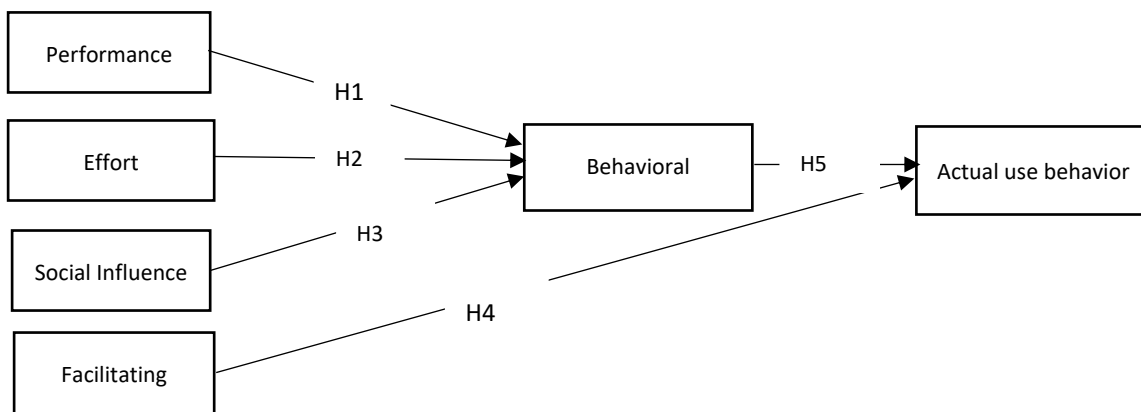 Performance
H1
Effort
H2
Behavioral
H5
Actual use behavior
Social Influence
H3
H4
Facilitating